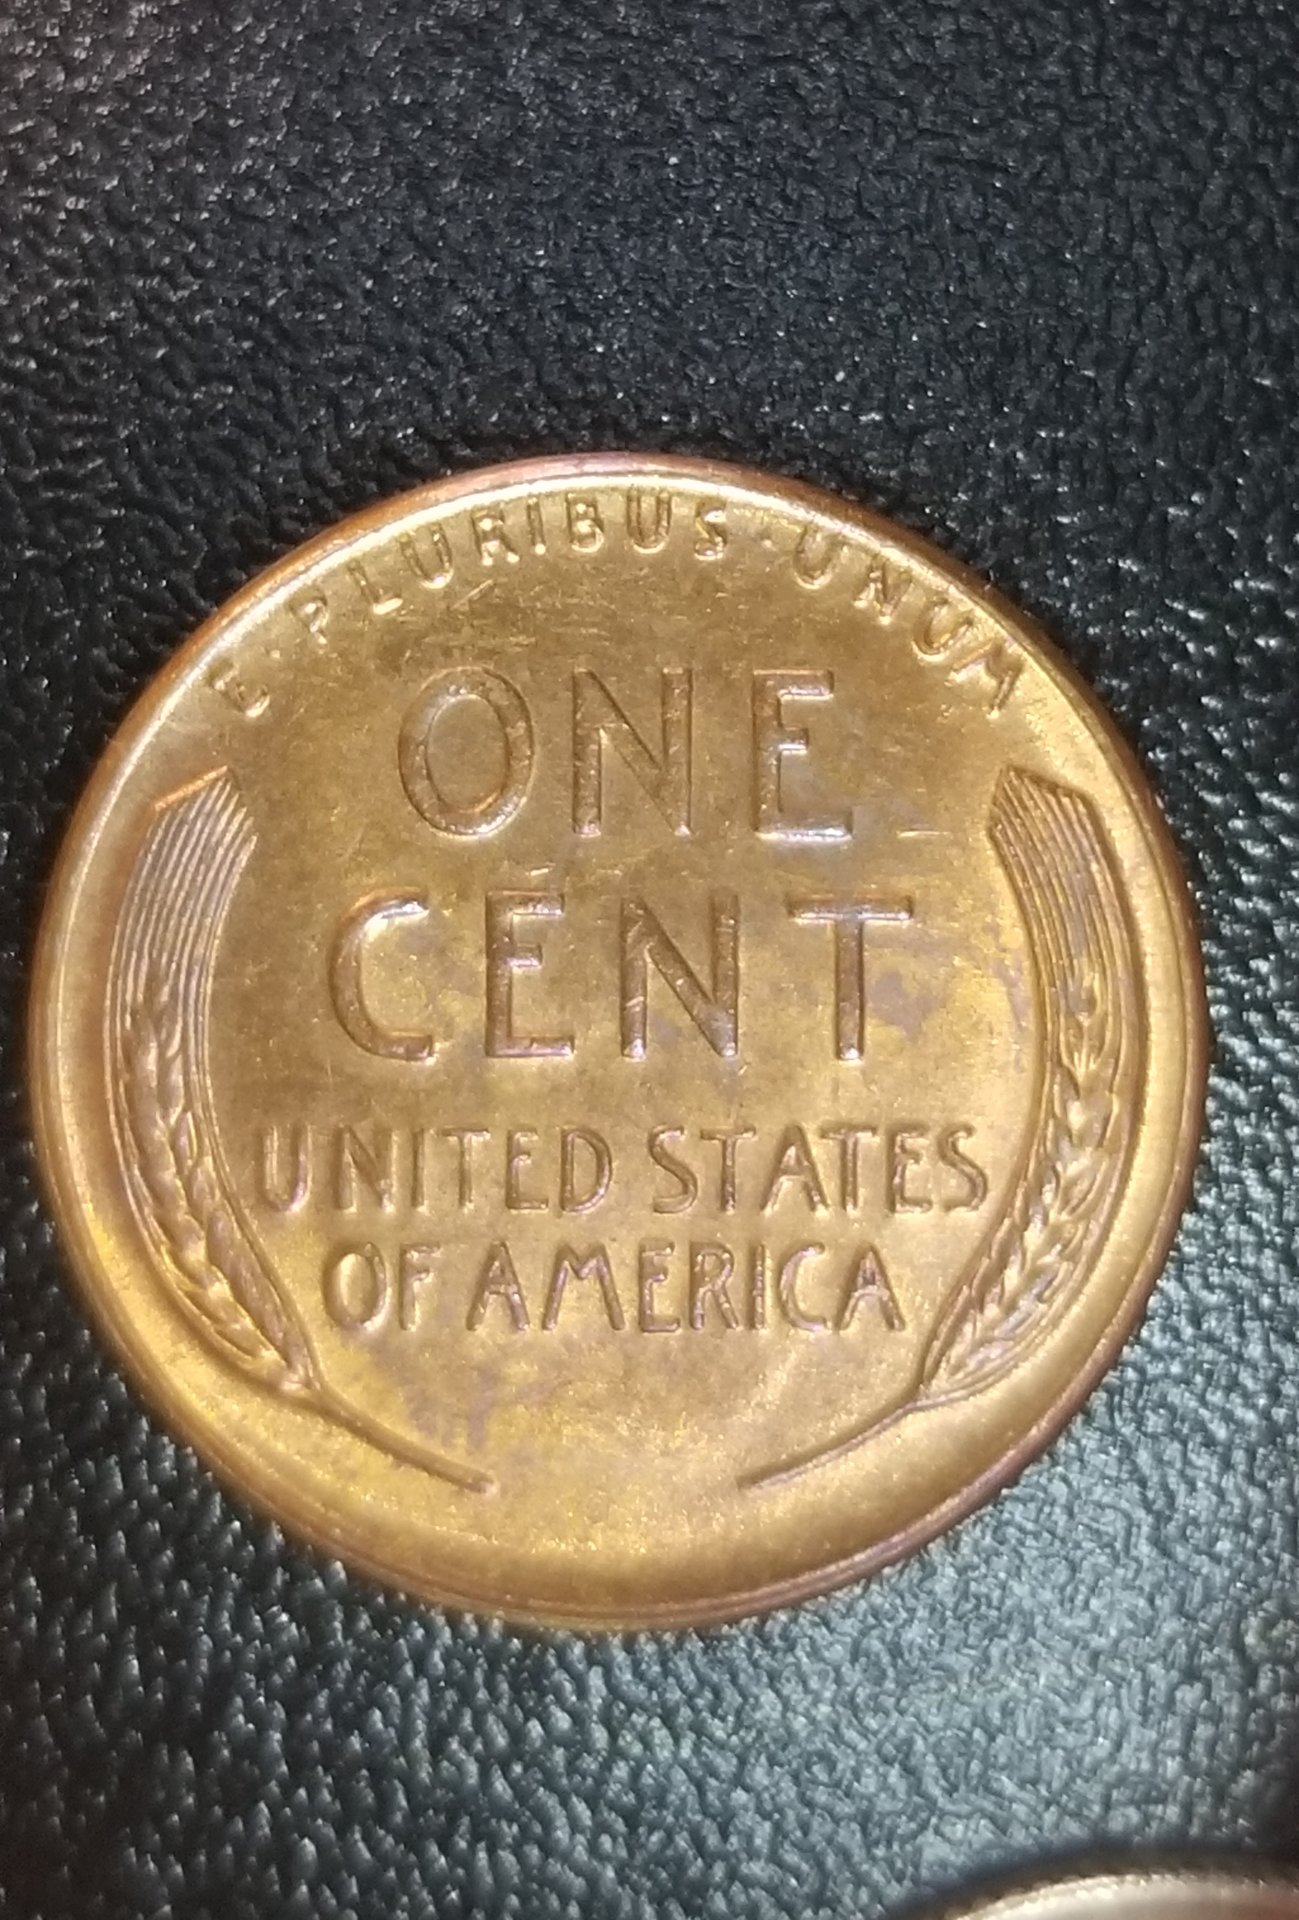 E·PLURIBUS·UNUM
ONE
CENT
UNITED STATES
OF AMERICA